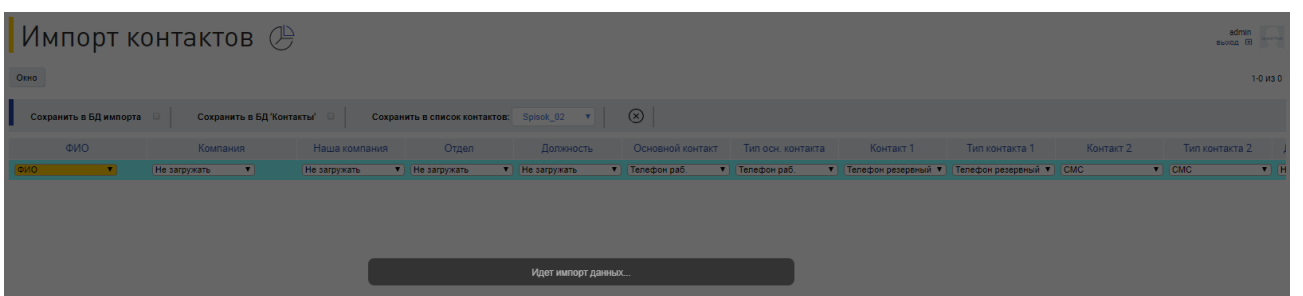 Импорт контактов
admin
выход
Окно
1-0 из 0
Сохранить в БД импорта
Сохранить в БД 'Контакты'
Сохранить в список контактов: Spisok_02
ФИО Компания Наша компания Отдел Должность Основной контакт Тип осн. контакта Контакт 1 Тип контакта 1 Контакт 2 Тип контакта 2
ФИО Не загружать Не загружать Не загружать Не загружать Телефон раб. Телефон раб. Телефон резервный Телефон резервный СМС СМС Н
Идет импорт данных...